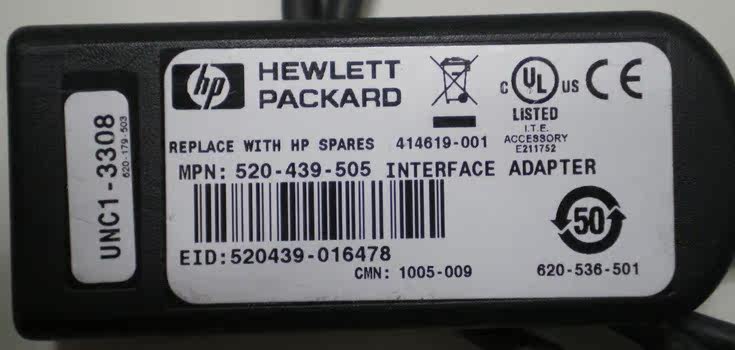 hp
HEWLETT
PACKARD
C UL US CE
LISTED
I.T.E.
ACCESSORY
E211752
REPLACE WITH HP SPARES 414619-001
MPN: 520-439-505 INTERFACE ADAPTER
EID:520439-016478
CMN: 1005-009
50
620-536-501
UNC1-3308
620-179-503